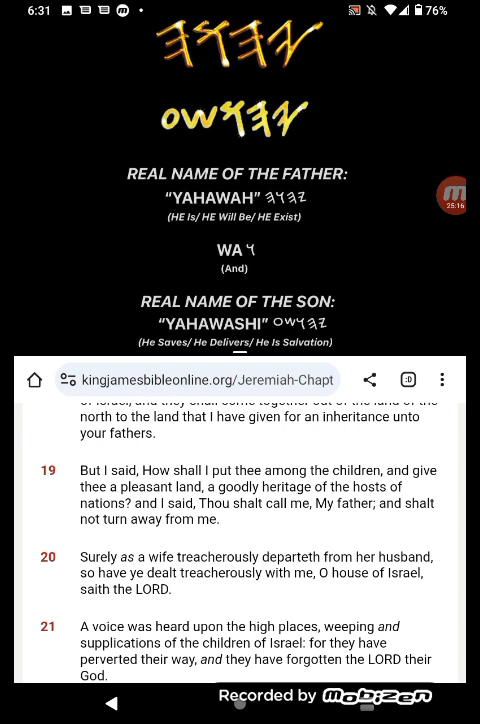 6:31 76%
𐤉𐤄𐤅𐤄
𐤉𐤄𐤅𐤔𐤏
REAL NAME OF THE FATHER:
“YAHAWAH” 𐤉𐤄𐤅𐤄
(HE Is/ HE Will Be/ HE Exist)
WA 𐤅
(And)
25:16
REAL NAME OF THE SON:
“YAHAWASHI” 𐤉𐤄𐤅𐤔𐤏
(He Saves/ He Delivers/ He Is Salvation)
kingjamesbibleonline.org/Jeremiah-Chapt :D
north to the land that I have given for an inheritance unto
your fathers.
19 But I said, How shall I put thee among the children, and give
thee a pleasant land, a goodly heritage of the hosts of
nations? and I said, Thou shalt call me, My father; and shalt
not turn away from me.
20 Surely as a wife treacherously departeth from her husband,
so have ye dealt treacherously with me, O house of Israel,
saith the LORD.
21 A voice was heard upon the high places, weeping and
supplications of the children of Israel: for they have
perverted their way, and they have forgotten the LORD their
God.
Recorded by Mobizen